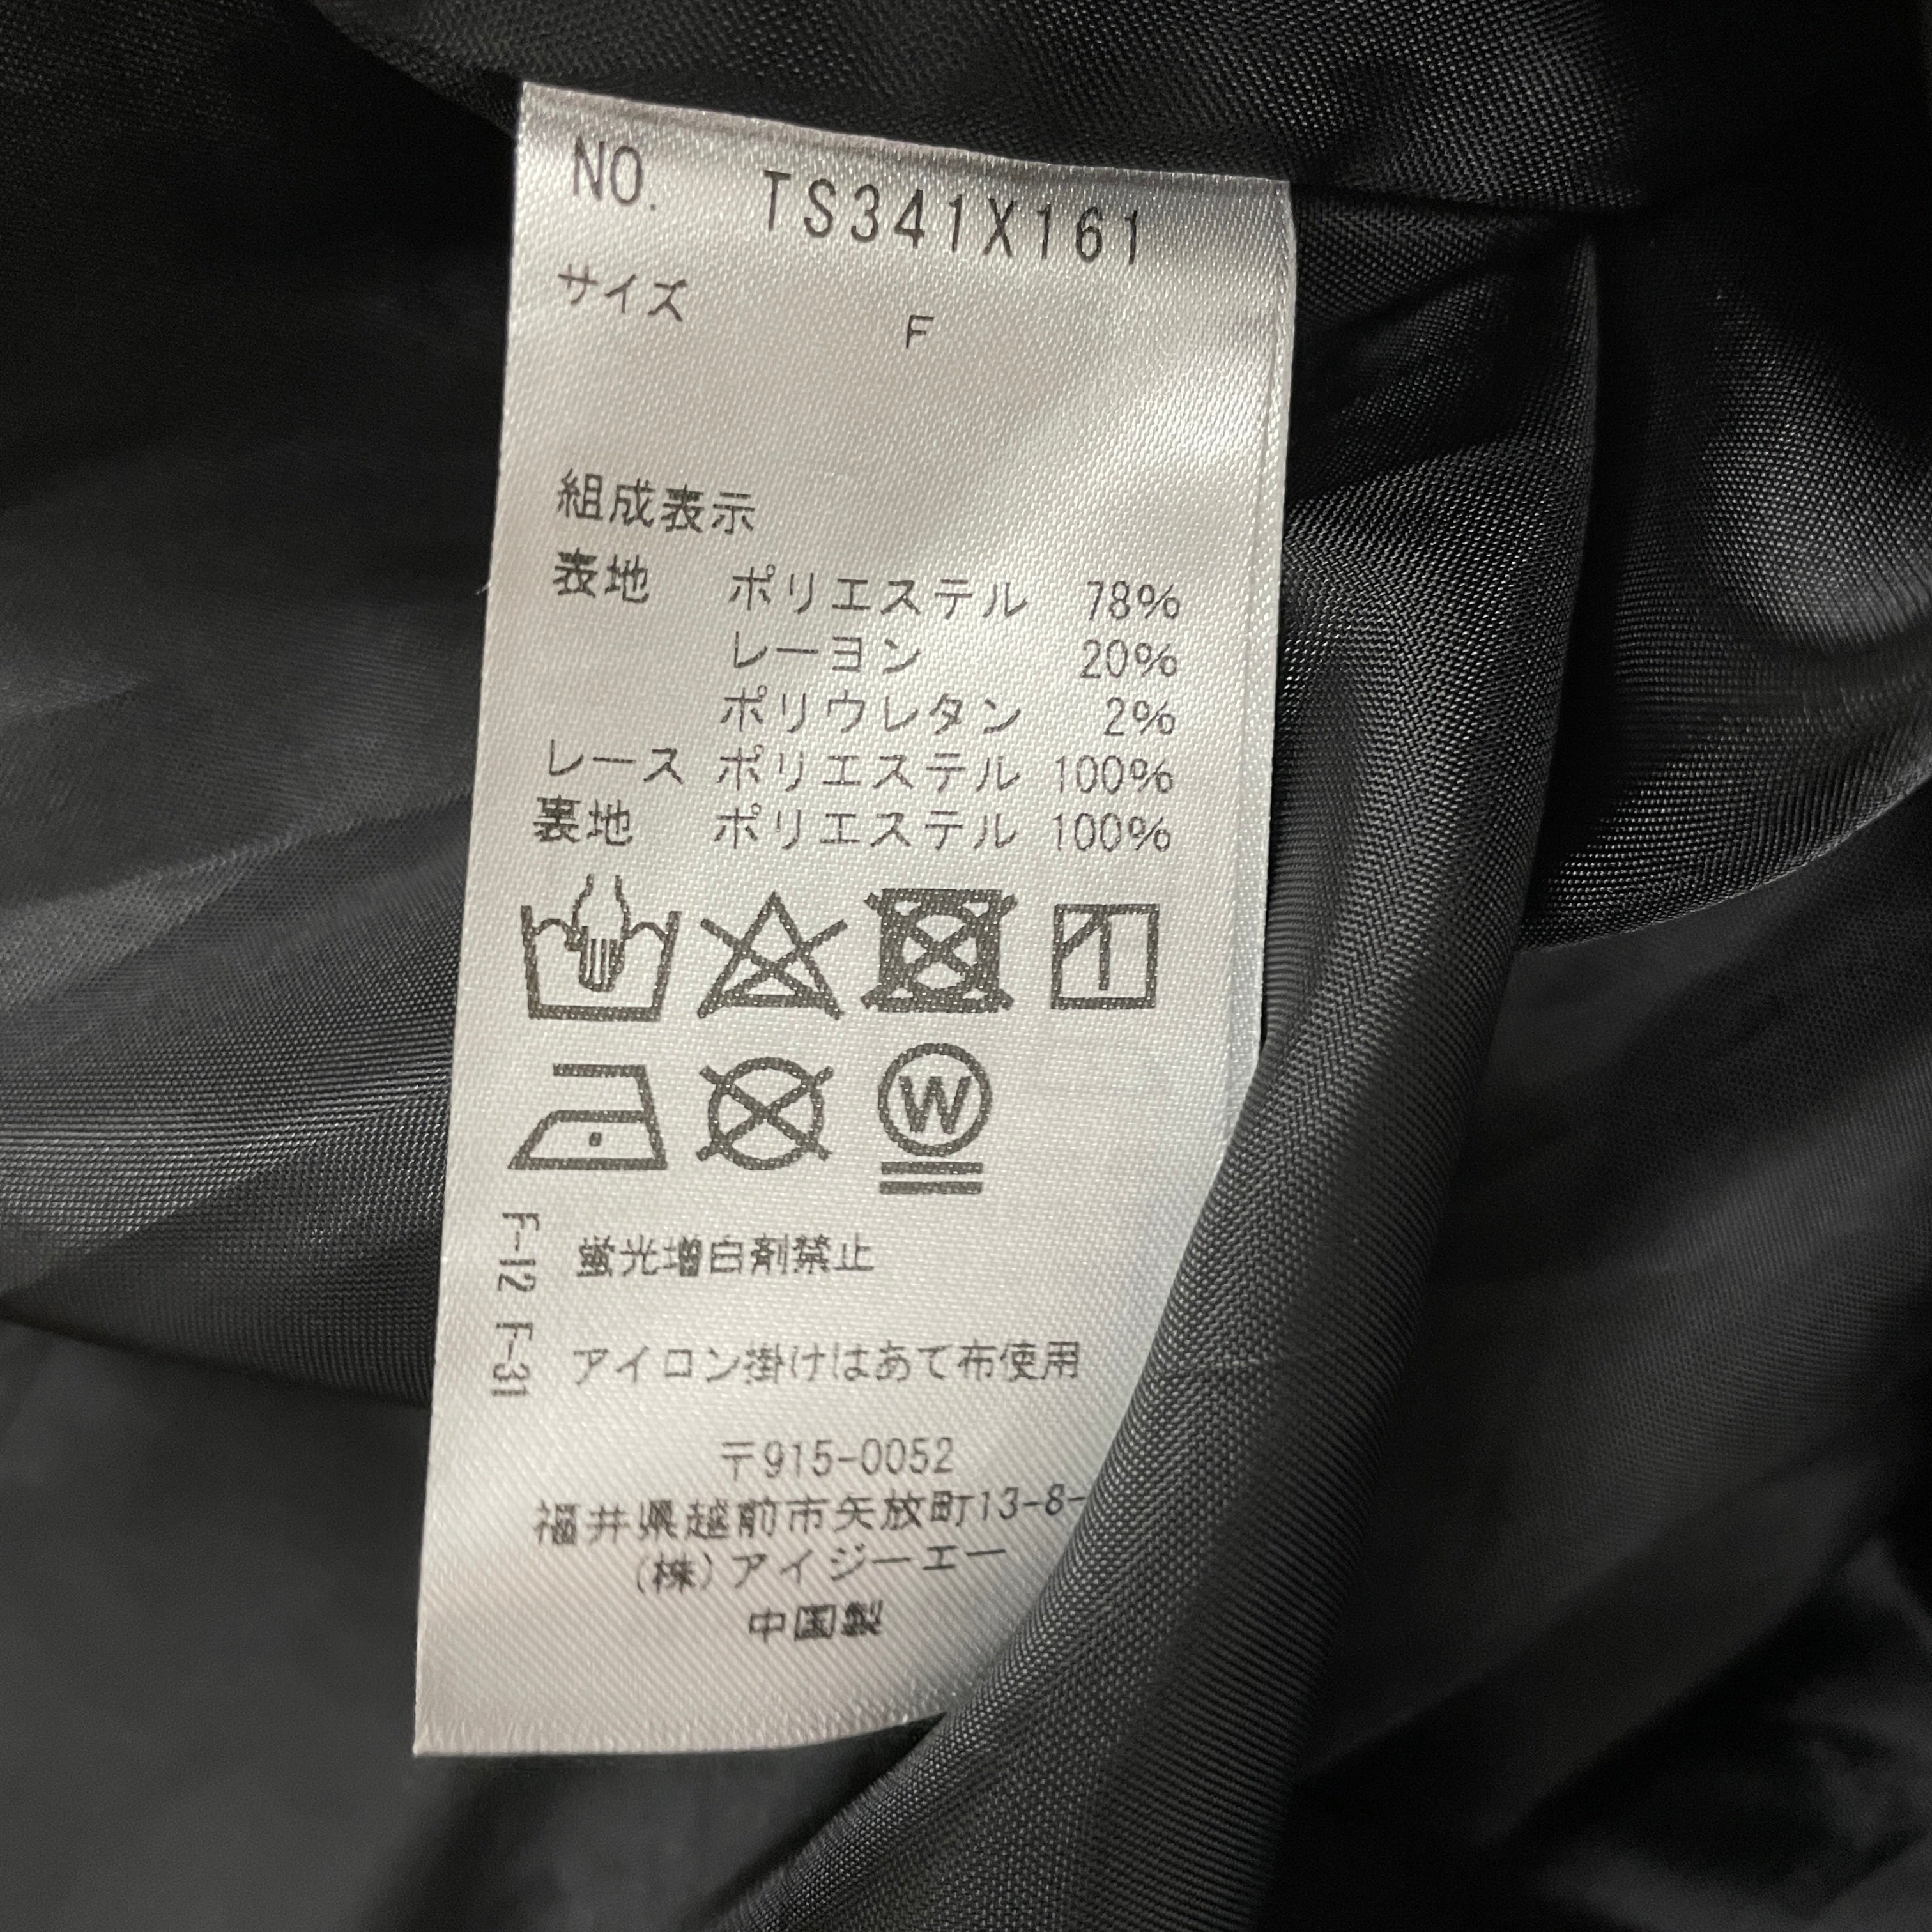 NO. TS341X161
サイズ F
組成表示
表地 ポリエステル 78%
レーヨン 20%
ポリウレタン 2%
レース ポリエステル 100%
裏地 ポリエステル 100%
W
F-12 F-31
蛍光増白剤禁止
アイロン掛けはあて布使用
〒915-0052
福井県越前市矢放町13-8-
(株)アイジーエー
中国製